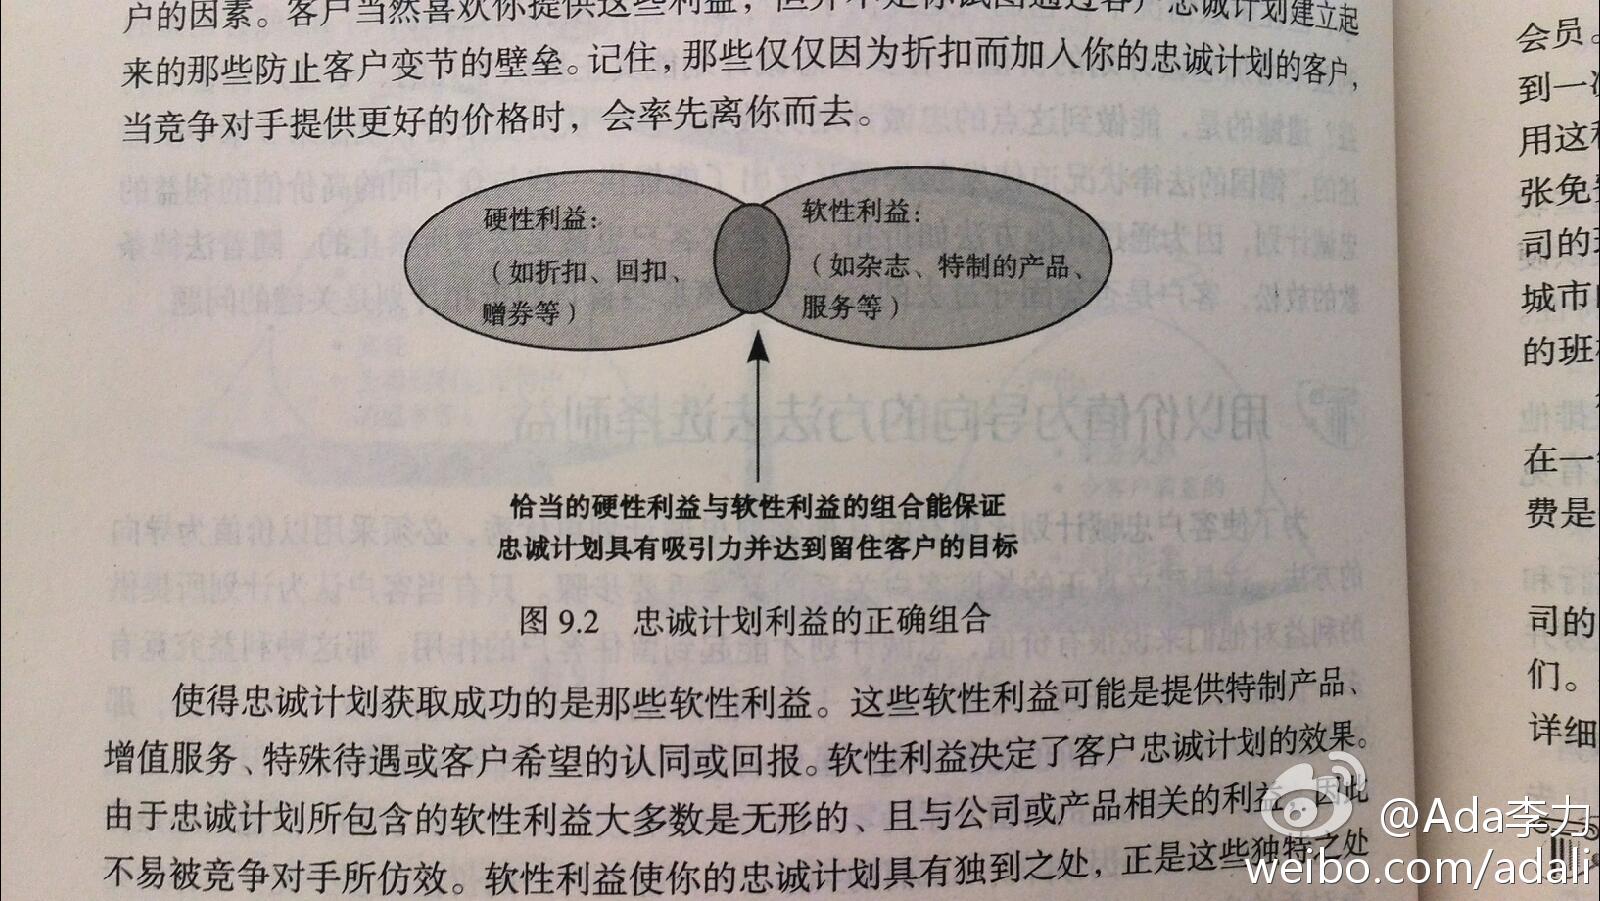 户的因素。客户当然喜欢你提供这些利益，但并不是你试图通过客户忠诚计划建立起
来的那些防止客户变节的壁垒。记住，那些仅仅因为折扣而加入你的忠诚计划的客户，
当竞争对手提供更好的价格时，会率先离你而去。
硬性利益：
（如折扣、回扣、
赠券等）
软性利益：
（如杂志、特制的产品、
服务等）
恰当的硬性利益与软性利益的组合能保证
忠诚计划具有吸引力并达到留住客户的目标
图 9.2 忠诚计划利益的正确组合
使得忠诚计划获取成功的是那些软性利益。这些软性利益可能是提供特制产品、
增值服务、特殊待遇或客户希望的认同或回报。软性利益决定了客户忠诚计划的效果。
由于忠诚计划所包含的软性利益大多数是无形的、且与公司或产品相关的利益，因此
不易被竞争对手所仿效。软性利益使你的忠诚计划具有独到之处，正是这些独特之处
会员。
到一
用这
张免
司的
城市
的班
在一
费是
司的
们。
详细
@Ada李力
weibo.com/adali